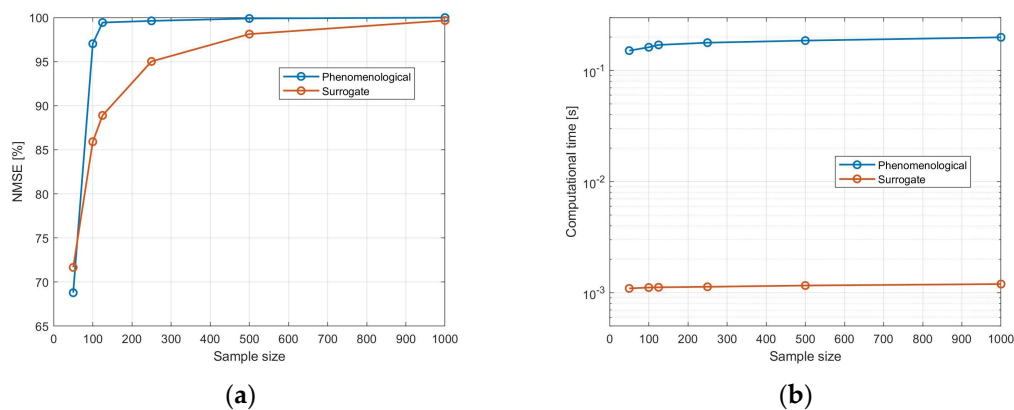 100
95
90
85
80
75
70
65
NMSE [%]
0 100 200 300 400 500 600 700 800 900 1000
Sample size
Phenomenological
Surrogate
(a)
10-1
10-2
10-3
Computational time [s]
0 100 200 300 400 500 600 700 800 900 1000
Sample size
Phenomenological
Surrogate
(b)